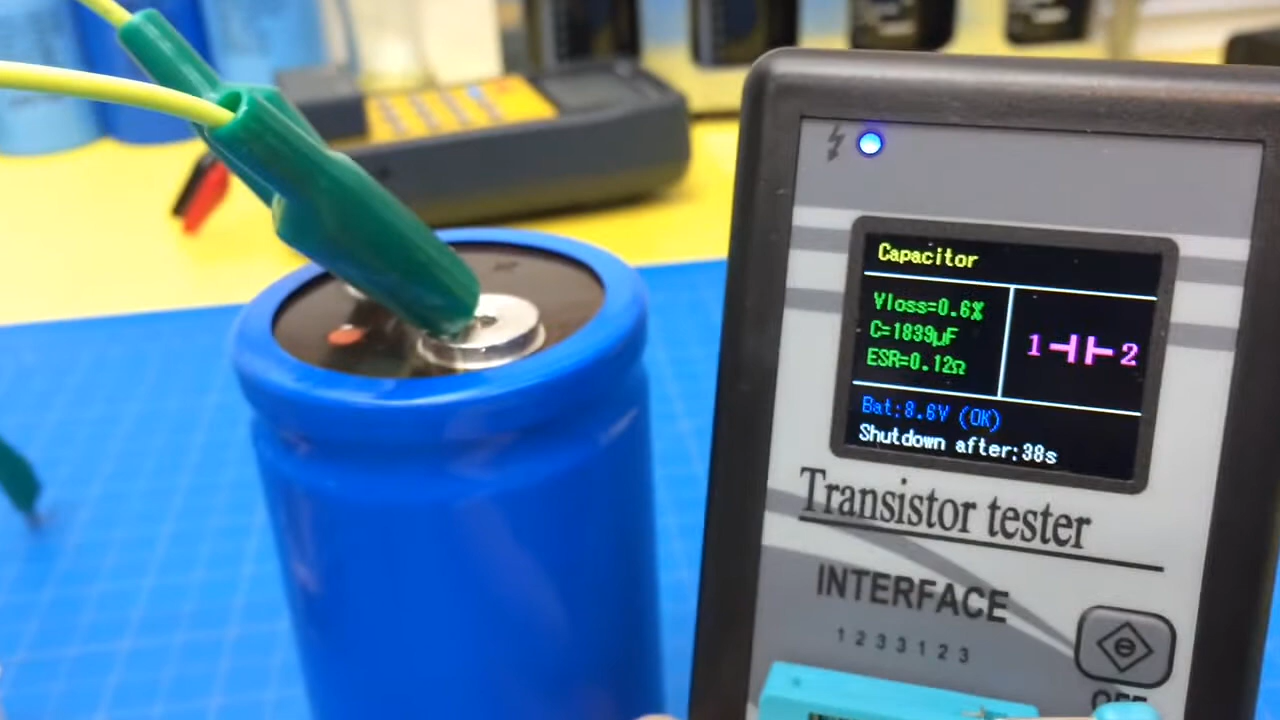 Capacitor
Vloss=0.6%
C=1839µF
ESR=0.12Ω
1 2
Bat:8.6V (OK)
Shutdown after:38s
Transistor tester
INTERFACE
1 2 3 3 1 2 3